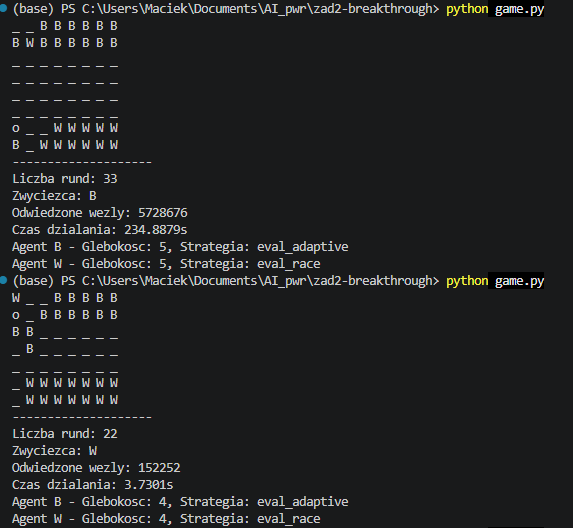 (base) PS C:\Users\Maciek\Documents\AI_pwr\zad2-breakthrough> python game.py
_ _ B B B B B B
B W B B B B B B
_ _ _ _ _ _ _ _
_ _ _ _ _ _ _ _
_ _ _ _ _ _ _ _
_ _ _ _ _ _ _ _
o _ _ W W W W W
B _ W W W W W W
--------------------
Liczba rund: 33
Zwyciezca: B
Odwiedzone wezly: 5728676
Czas dzialania: 234.8879s
Agent B - Glebokosc: 5, Strategia: eval_adaptive
Agent W - Glebokosc: 5, Strategia: eval_race
(base) PS C:\Users\Maciek\Documents\AI_pwr\zad2-breakthrough> python game.py
W _ _ B B B B B
o _ B B B B B B
B B _ _ _ _ _ _
_ B _ _ _ _ _ _
_ _ _ _ _ _ _ _
_ W W W W W W W
_ W W W W W W W
--------------------
Liczba rund: 22
Zwyciezca: W
Odwiedzone wezly: 152252
Czas dzialania: 3.7301s
Agent B - Glebokosc: 4, Strategia: eval_adaptive
Agent W - Glebokosc: 4, Strategia: eval_race